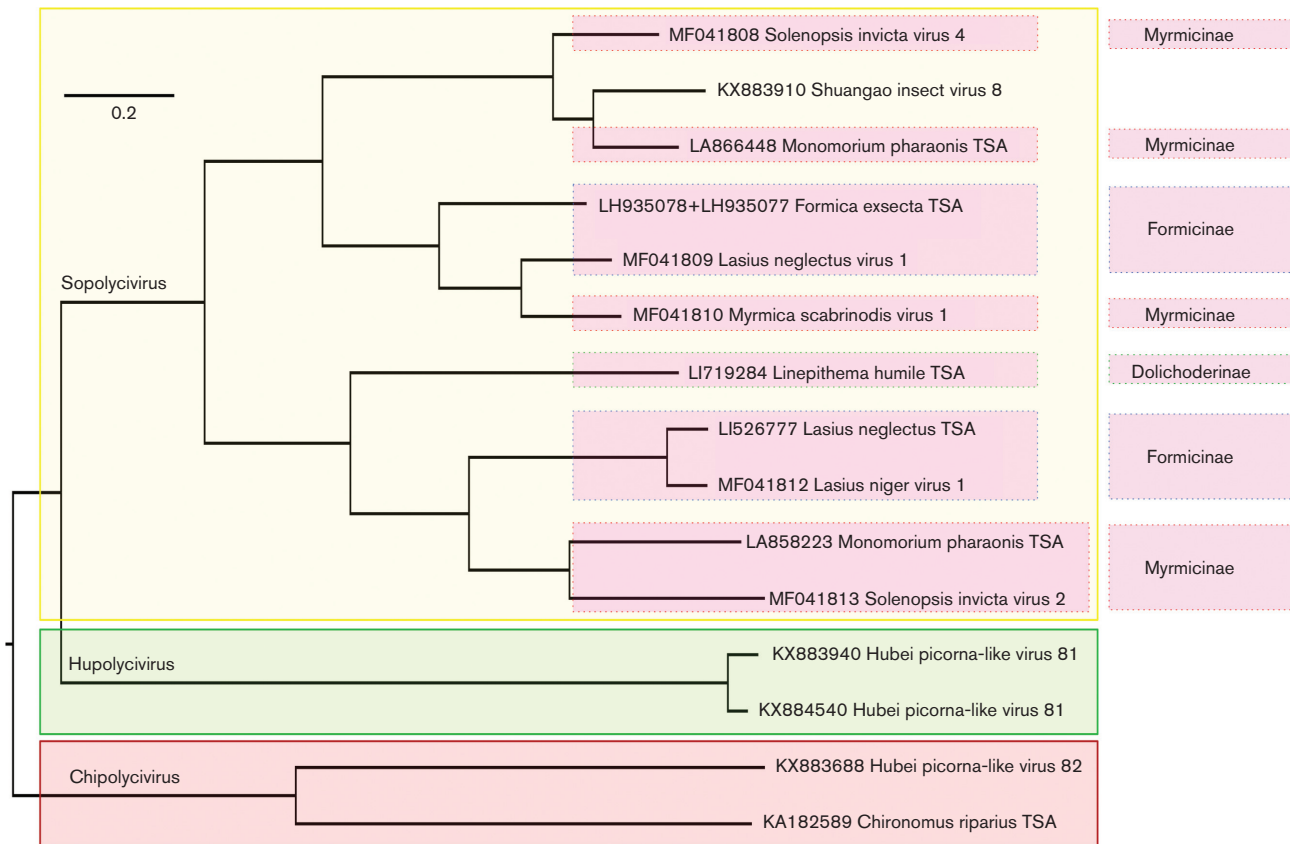 MF041808 Solenopsis invicta virus 4 Myrmicinae
KX883910 Shuangao insect virus 8
0.2
LA866448 Monomorium pharaonis TSA Myrmicinae
LH935078+LH935077 Formica exsecta TSA
Formicinae
MF041809 Lasius neglectus virus 1
Sopolycivirus
MF041810 Myrmica scabrinodis virus 1 Myrmicinae
LI719284 Linepithema humile TSA Dolichoderinae
LI526777 Lasius neglectus TSA
Formicinae
MF041812 Lasius niger virus 1
LA858223 Monomorium pharaonis TSA
Myrmicinae
MF041813 Solenopsis invicta virus 2
Hupolycivirus
KX883940 Hubei picorna-like virus 81
KX884540 Hubei picorna-like virus 81
Chipolycivirus
KX883688 Hubei picorna-like virus 82
KA182589 Chironomus riparius TSA